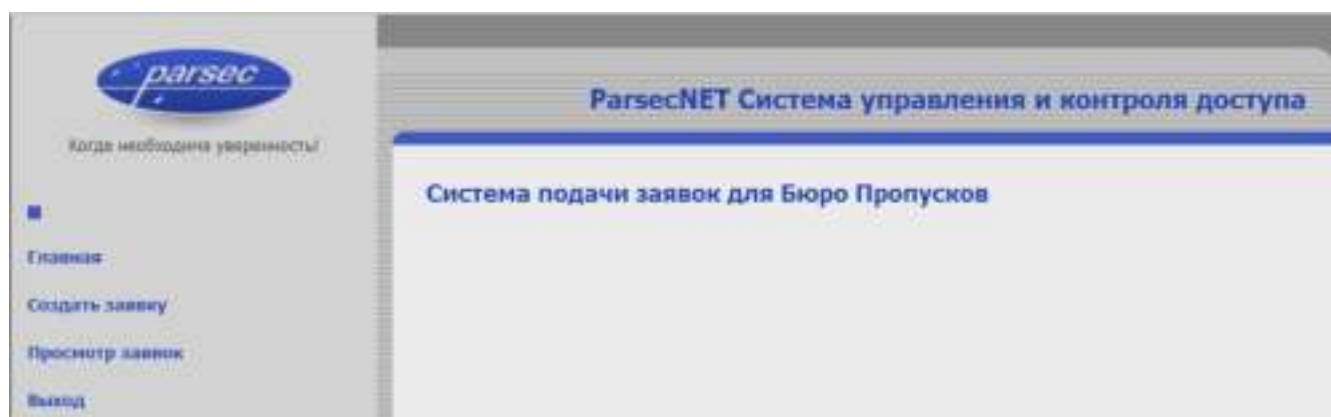 parsec
Когда необходима уверенность!
ParsecNET Система управления и контроля доступа
Система подачи заявок для Бюро Пропусков
Главная
Создать заявку
Просмотр заявок
Выход